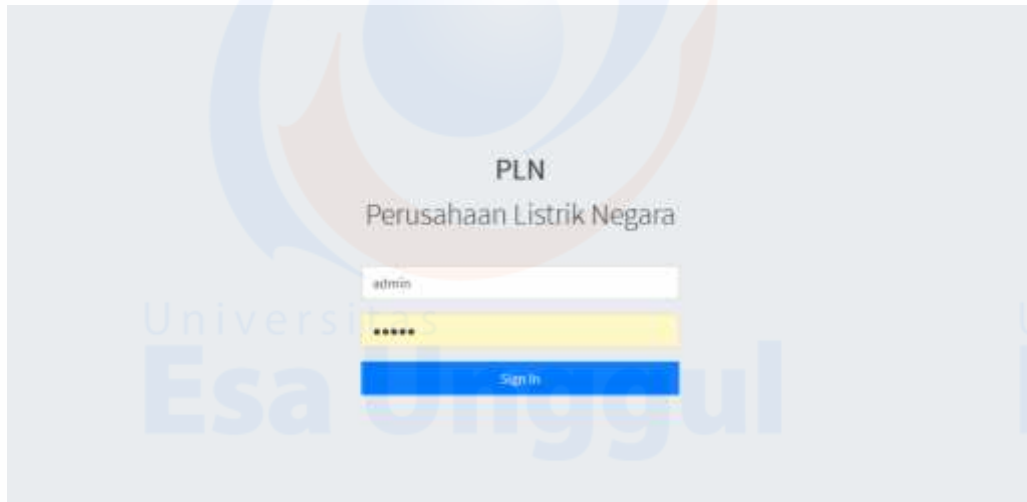 PLN
Perusahaan Listrik Negara
admin
•••••
Sign In
Universitas
Esa Unggul